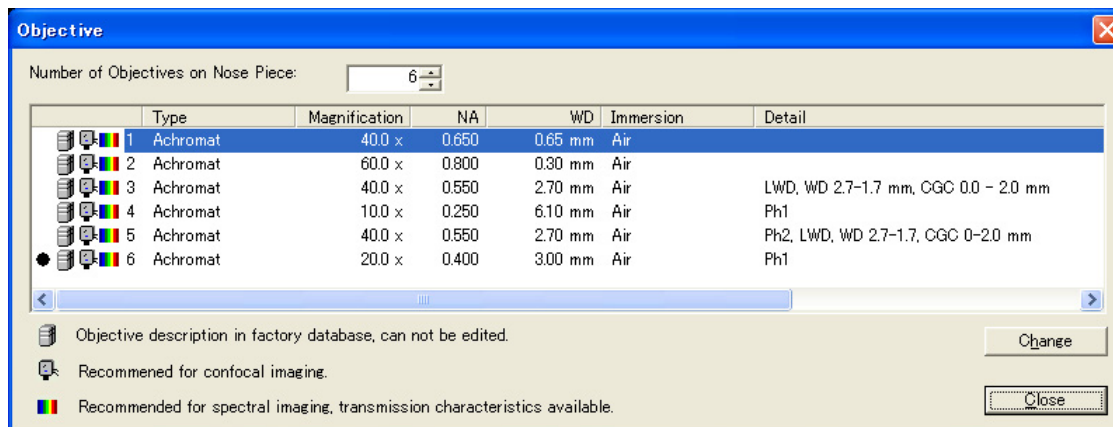 Objective
Number of Objectives on Nose Piece: 6
Type Magnification NA WD Immersion Detail
1 Achromat 40.0 x 0.650 0.65 mm Air
2 Achromat 60.0 x 0.800 0.30 mm Air
3 Achromat 40.0 x 0.550 2.70 mm Air LWD, WD 2.7-1.7 mm, CGC 0.0 - 2.0 mm
4 Achromat 10.0 x 0.250 6.10 mm Air Ph1
5 Achromat 40.0 x 0.550 2.70 mm Air Ph2, LWD, WD 2.7-1.7, CGC 0-2.0 mm
6 Achromat 20.0 x 0.400 3.00 mm Air Ph1
Objective description in factory database, can not be edited.
Change
Recommened for confocal imaging.
Recommended for spectral imaging, transmission characteristics available.
Close